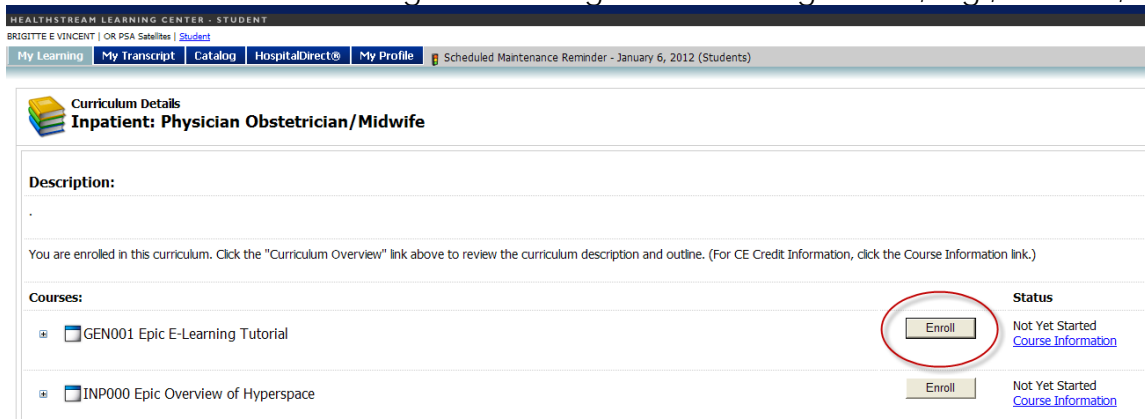 HEALTHSTREAM LEARNING CENTER - STUDENT
BRIGITTE E VINCENT | OR PSA Satellites | Student
My Learning My Transcript Catalog HospitalDirect® My Profile Scheduled Maintenance Reminder - January 6, 2012 (Students)
Curriculum Details
Inpatient: Physician Obstetrician/Midwife
Description:
.
You are enrolled in this curriculum. Click the "Curriculum Overview" link above to review the curriculum description and outline. (For CE Credit Information, click the Course Information link.)
Courses: Status
GEN001 Epic E-Learning Tutorial Enroll Not Yet Started
Course Information
INP000 Epic Overview of Hyperspace Enroll Not Yet Started
Course Information